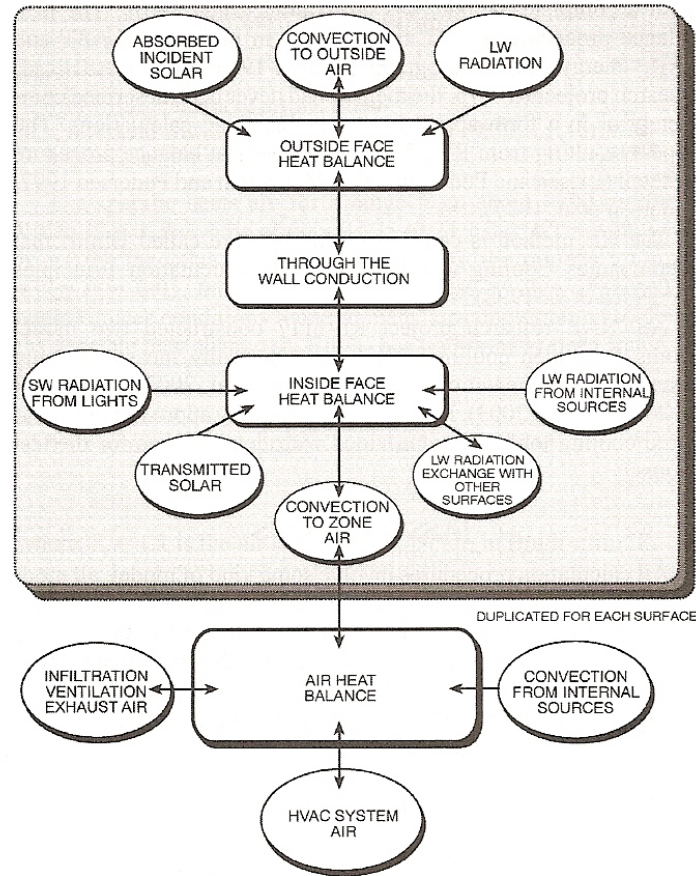 ABSORBED
INCIDENT
SOLAR
CONVECTION
TO OUTSIDE
AIR
LW
RADIATION
OUTSIDE FACE
HEAT BALANCE
THROUGH THE
WALL CONDUCTION
SW RADIATION
FROM LIGHTS
INSIDE FACE
HEAT BALANCE
LW RADIATION
FROM INTERNAL
SOURCES
TRANSMITTED
SOLAR
LW RADIATION
EXCHANGE WITH
OTHER
SURFACES
CONVECTION
TO ZONE
AIR
DUPLICATED FOR EACH SURFACE
INFILTRATION
VENTILATION
EXHAUST AIR
AIR HEAT
BALANCE
CONVECTION
FROM INTERNAL
SOURCES
HVAC SYSTEM
AIR